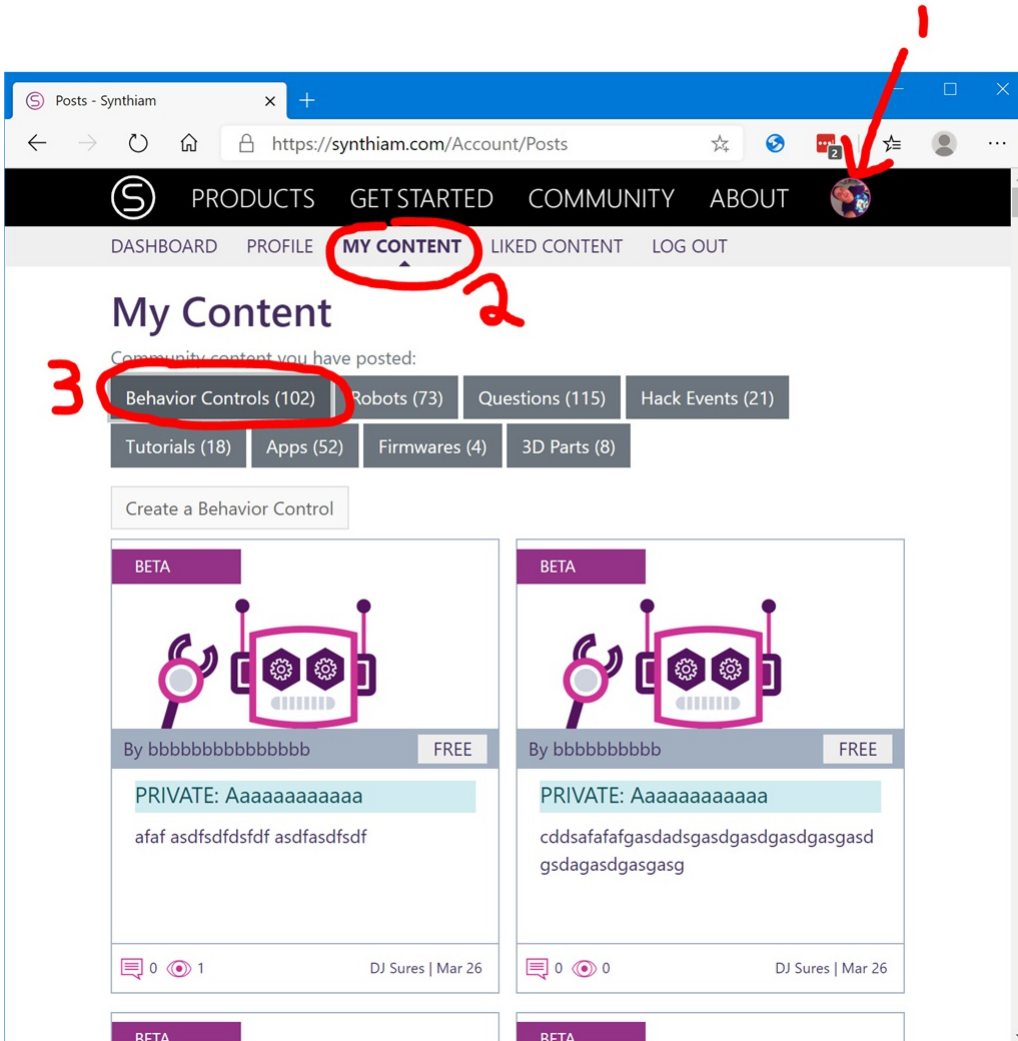 1
Posts - Synthiam
https://synthiam.com/Account/Posts
2
S PRODUCTS GET STARTED COMMUNITY ABOUT
DASHBOARD PROFILE MY CONTENT LIKED CONTENT LOG OUT
2
My Content
Community content you have posted:
3
Behavior Controls (102) Robots (73) Questions (115) Hack Events (21)
Tutorials (18) Apps (52) Firmwares (4) 3D Parts (8)
Create a Behavior Control
BETA BETA
By bbbbbbbbbbbbbbb FREE By bbbbbbbbbb FREE
PRIVATE: Aaaaaaaaaaaa PRIVATE: Aaaaaaaaaaaa
afaf asdfsdfdsfdf asdfasdfsdf cddsafafafgasdadsgasdgasdgasdgasgasd
gsdagasdgasgasg
0 1 DJ Sures | Mar 26 0 0 DJ Sures | Mar 26
BETA BETA